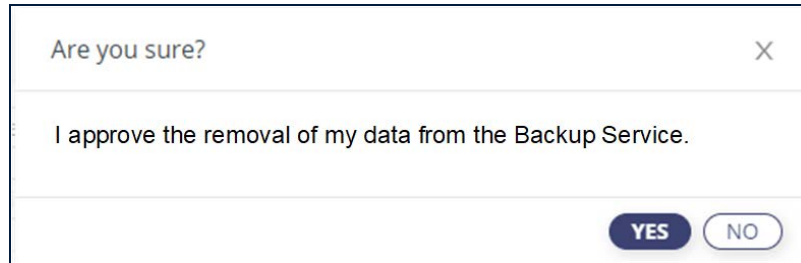 Are you sure?
X
I approve the removal of my data from the Backup Service.
YES NO